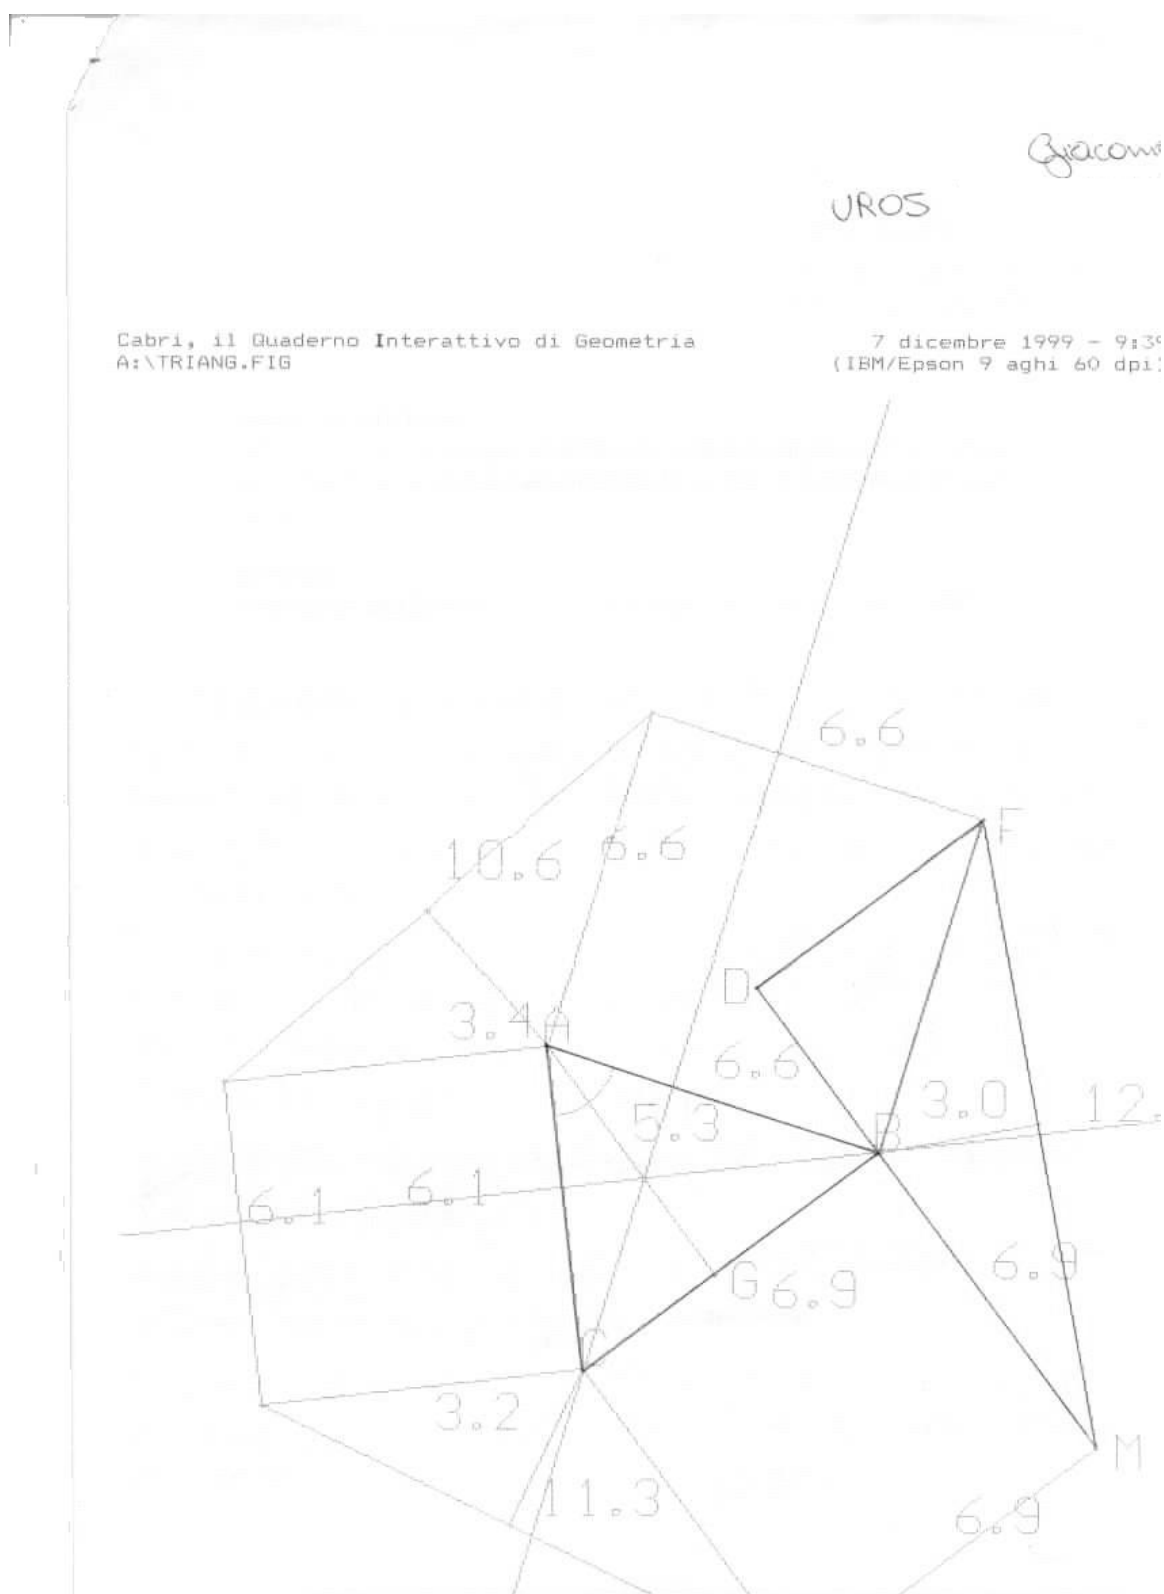 UROS
Cabri, il Quaderno Interattivo di Geometria 7 dicembre 1999 - 9:39
A:\TRIANG.FIG (IBM/Epson 9 aghi 60 dpi)
6.6
F
10.6 6.6
D
3.4 A
6.6
5.3 B 3.0 12.
6.1 6.1
G 6.9 6.9
C
3.2
M
11.3 6.9